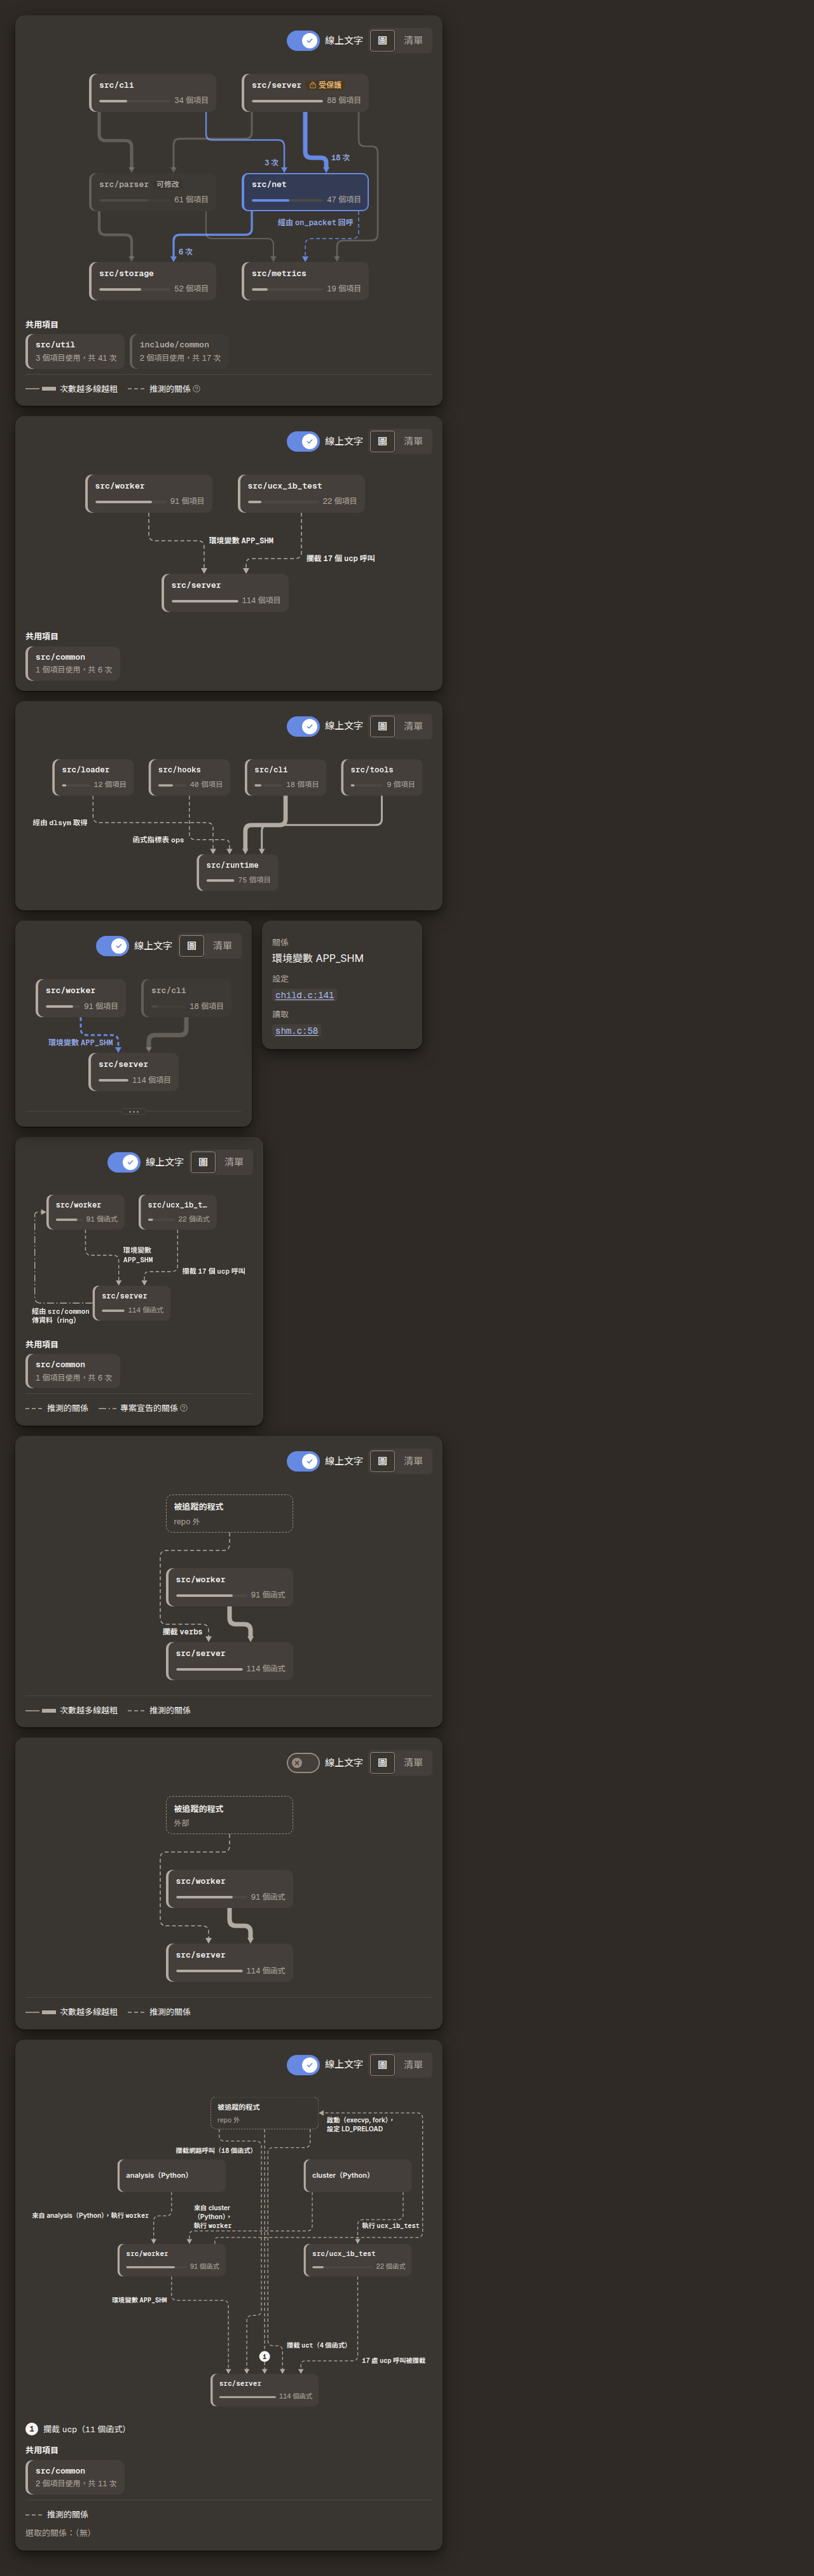 線上文字 圖 清單
src/cli
34 個項目
src/server 受保護
88 個項目
3 次
18 次
src/parser 可修改
61 個項目
src/net
47 個項目
經由 on_packet 回呼
6 次
src/storage
52 個項目
src/metrics
19 個項目
共用項目
src/util
3 個項目使用，共 41 次
include/common
2 個項目使用，共 17 次
次數越多線越粗 推測的關係
線上文字 圖 清單
src/worker
91 個項目
src/ucx_ib_test
22 個項目
環境變數 APP_SHM
攔截 17 個 ucp 呼叫
src/server
114 個項目
共用項目
src/common
1 個項目使用，共 6 次
線上文字 圖 清單
src/loader
12 個項目
src/hooks
40 個項目
src/cli
18 個項目
src/tools
9 個項目
經由 dlsym 取得
函式指標表 ops
src/runtime
75 個項目
線上文字 圖 清單
src/worker
91 個項目
src/cli
18 個項目
環境變數 APP_SHM
src/server
114 個項目
關係
環境變數 APP_SHM
設定
child.c:141
讀取
shm.c:58
線上文字 圖 清單
src/worker
91 個函式
src/ucx_ib_t…
22 個函式
環境變數
APP_SHM
攔截 17 個 ucp 呼叫
src/server
114 個函式
經由 src/common
傳資料（ring）
共用項目
src/common
1 個項目使用，共 6 次
推測的關係 專案宣告的關係
線上文字 圖 清單
被追蹤的程式
repo 外
src/worker
91 個函式
攔截 verbs
src/server
114 個函式
次數越多線越粗 推測的關係
線上文字 圖 清單
被追蹤的程式
外部
src/worker
91 個函式
src/server
114 個函式
次數越多線越粗 推測的關係
線上文字 圖 清單
被追蹤的程式
repo 外
啟動（execvp, fork），
設定 LD_PRELOAD
攔截網路呼叫（18 個函式）
analysis（Python）
cluster（Python）
來自 analysis（Python），執行 worker
來自 cluster
（Python），
執行 worker
執行 ucx_ib_test
src/worker
91 個函式
src/ucx_ib_test
22 個函式
環境變數 APP_SHM
攔截 uct（4 個函式）
1
17 處 ucp 呼叫被攔截
src/server
114 個函式
1 攔截 ucp（11 個函式）
共用項目
src/common
2 個項目使用，共 11 次
推測的關係
選取的關係：（無）